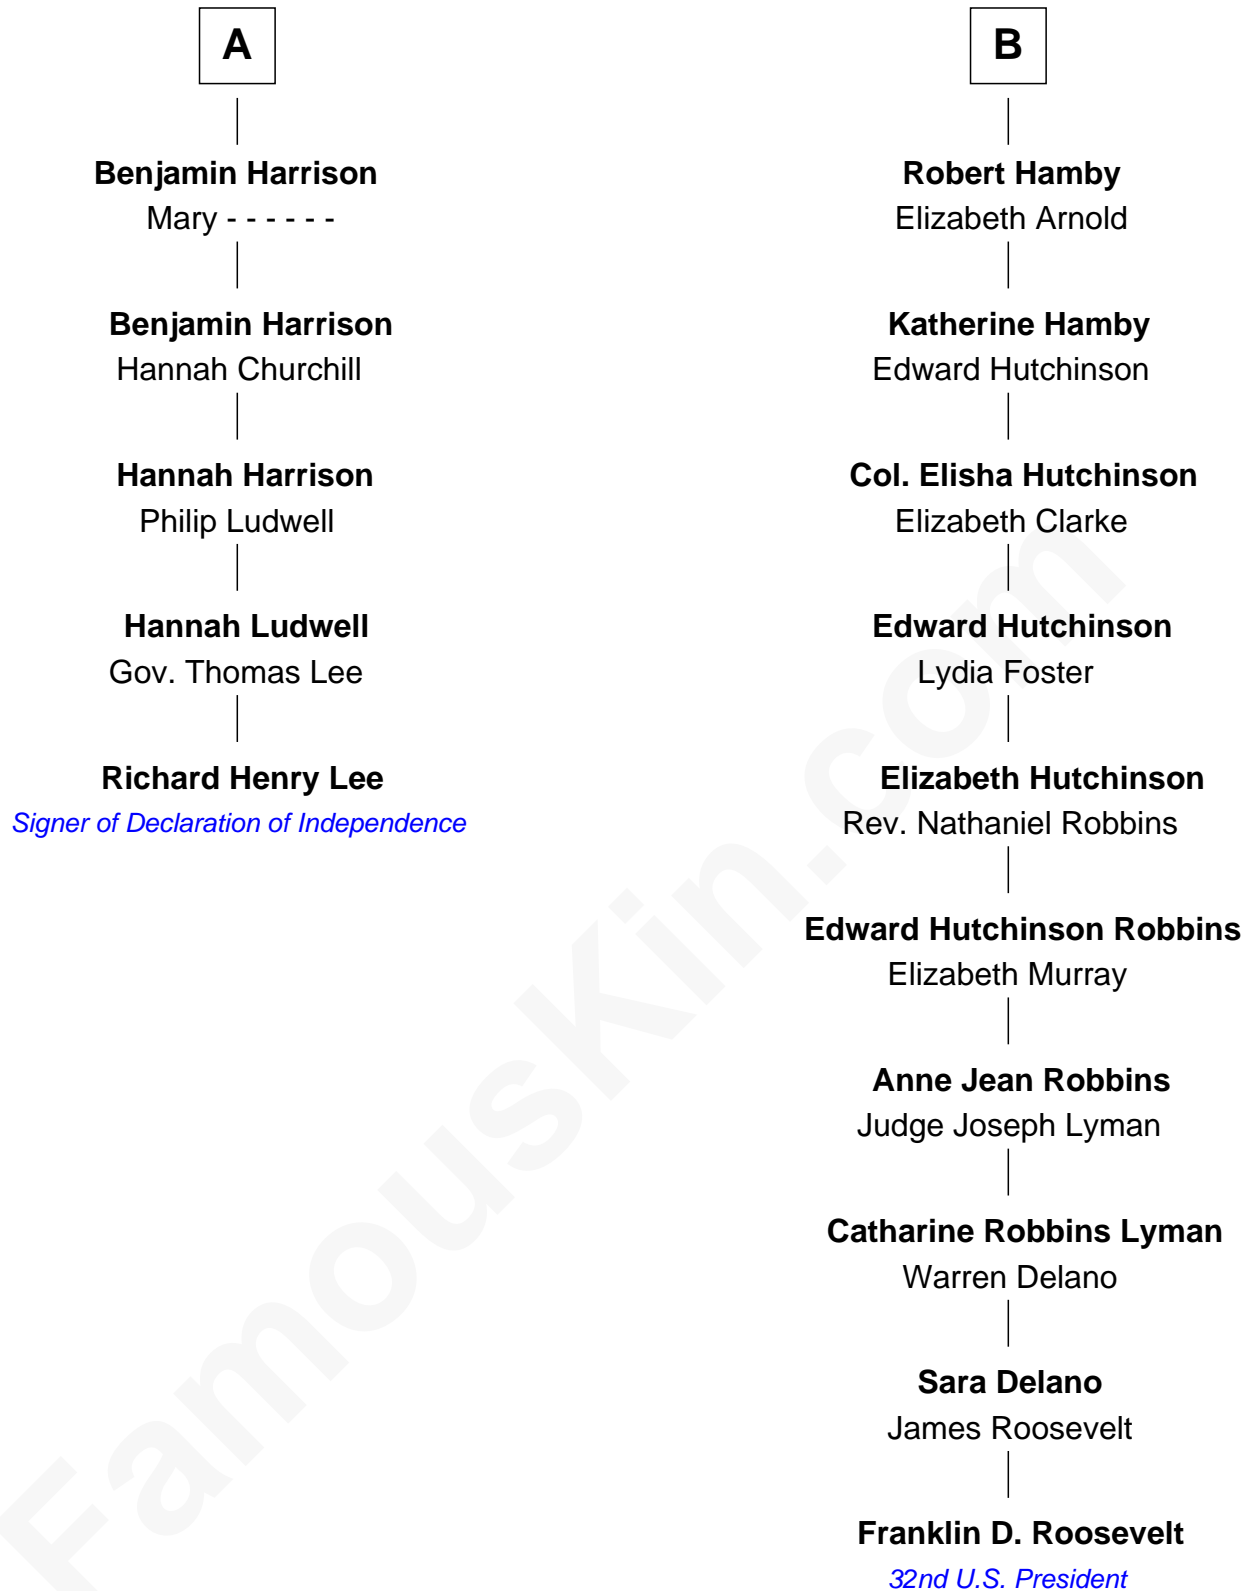 A
Benjamin Harrison
Mary - - - - - -
Benjamin Harrison
Hannah Churchill
Hannah Harrison
Philip Ludwell
Hannah Ludwell
Gov. Thomas Lee
Richard Henry Lee
Signer of Declaration of Independence
B
Robert Hamby
Elizabeth Arnold
Katherine Hamby
Edward Hutchinson
Col. Elisha Hutchinson
Elizabeth Clarke
Edward Hutchinson
Lydia Foster
Elizabeth Hutchinson
Rev. Nathaniel Robbins
Edward Hutchinson Robbins
Elizabeth Murray
Anne Jean Robbins
Judge Joseph Lyman
Catharine Robbins Lyman
Warren Delano
Sara Delano
James Roosevelt
Franklin D. Roosevelt
32nd U.S. President
FamousKin.com